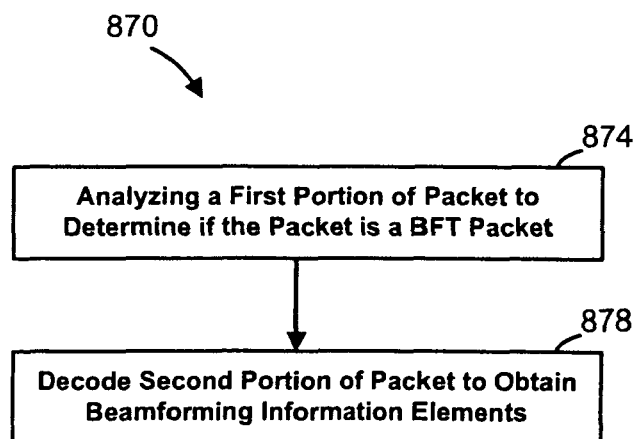 870
874
Analyzing a First Portion of Packet to
Determine if the Packet is a BFT Packet
878
Decode Second Portion of Packet to Obtain
Beamforming Information Elements